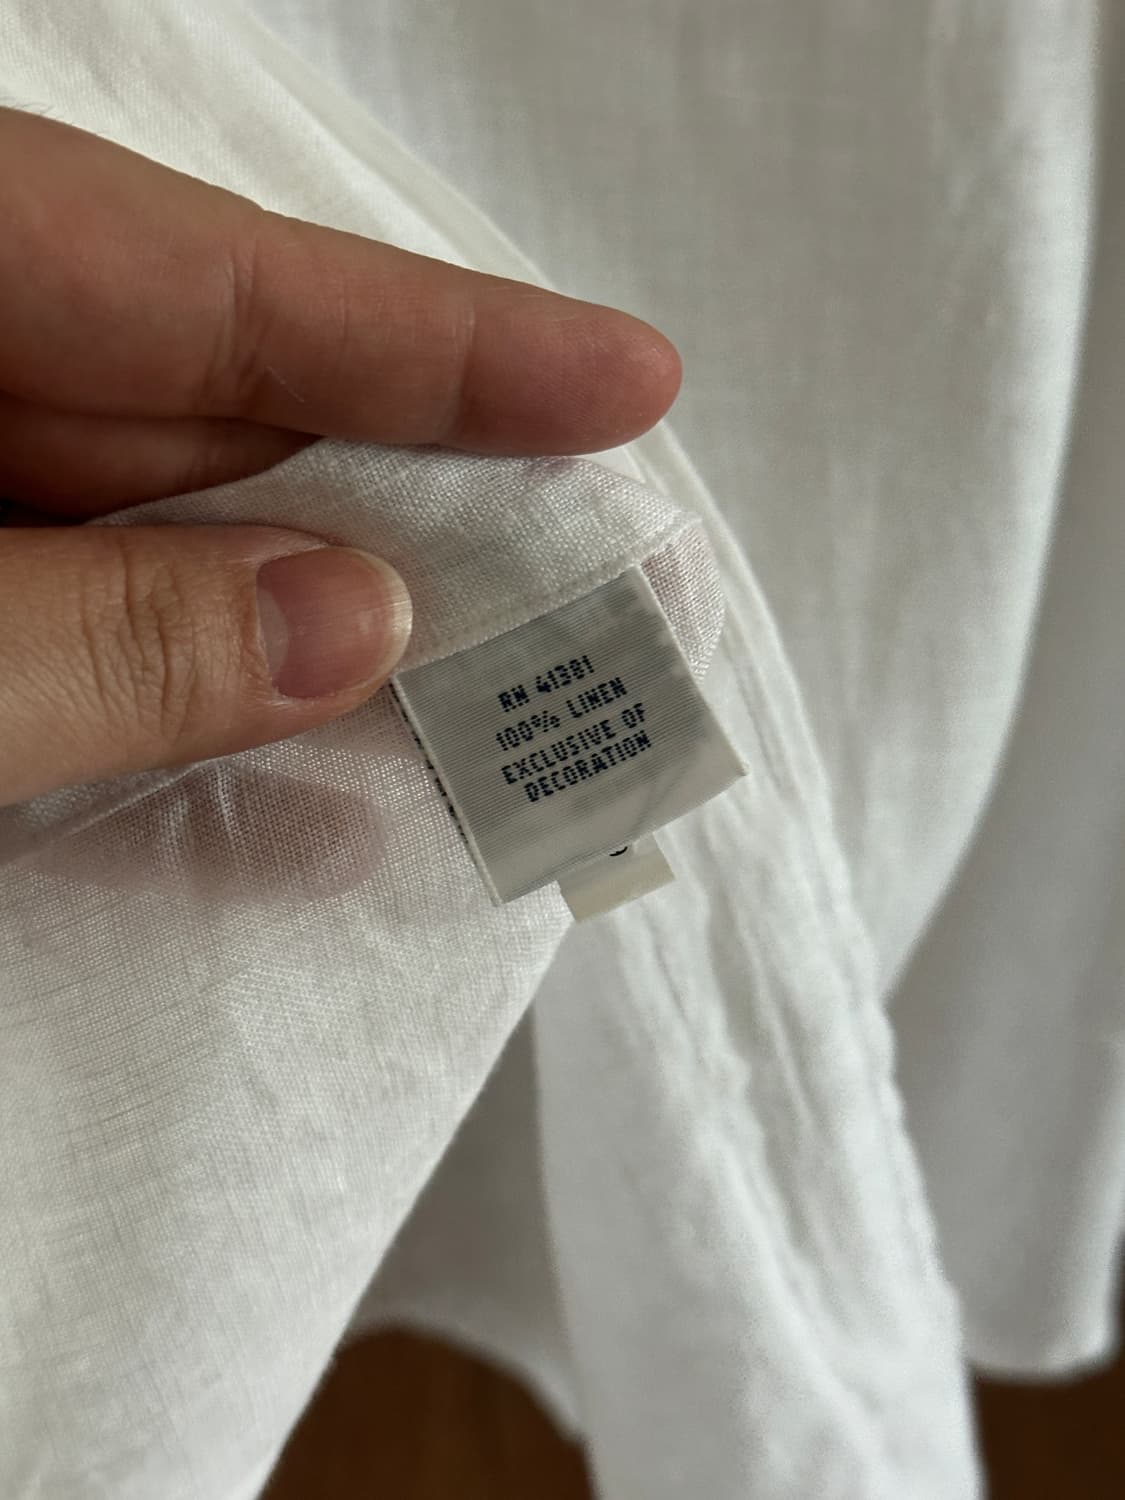 RN 41381
100% LINEN
EXCLUSIVE OF
DECORATION